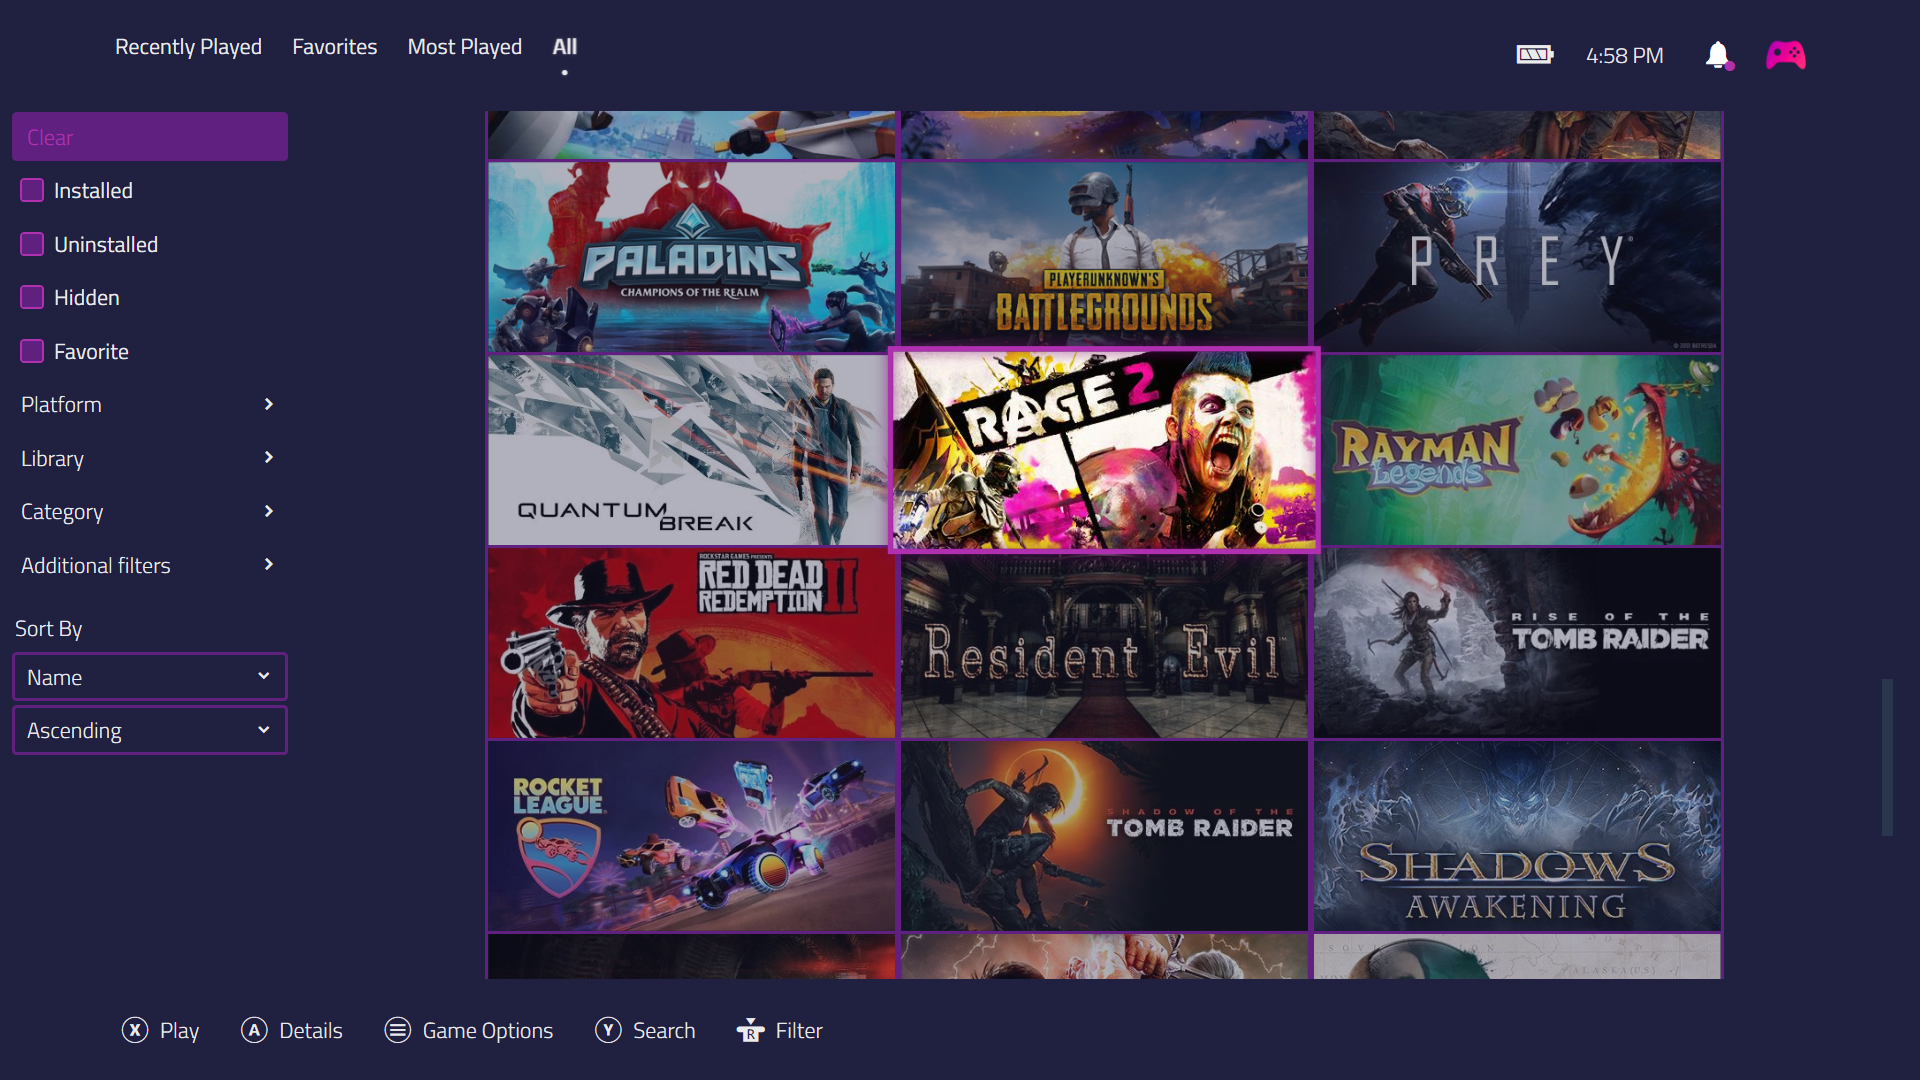 Recently Played Favorites Most Played All
4:58 PM
Clear
Installed
Uninstalled
Hidden
Favorite
Platform
Library
Category
Additional filters
Sort By
Name
Ascending
PALADINS
CHAMPIONS OF THE REALM
PLAYERUNKNOWN'S
BATTLEGROUNDS
PREY
QUANTUM
BREAK
RAGE 2
RAYMAN
Legends
ROCKSTAR GAMES PRESENTS
RED DEAD
REDEMPTION II
Resident Evil
RISE OF THE
TOMB RAIDER
ROCKET
LEAGUE
SHADOW OF THE
TOMB RAIDER
SHADOWS
AWAKENING
ALASKA (U.S.)
X Play A Details Game Options Y Search R Filter